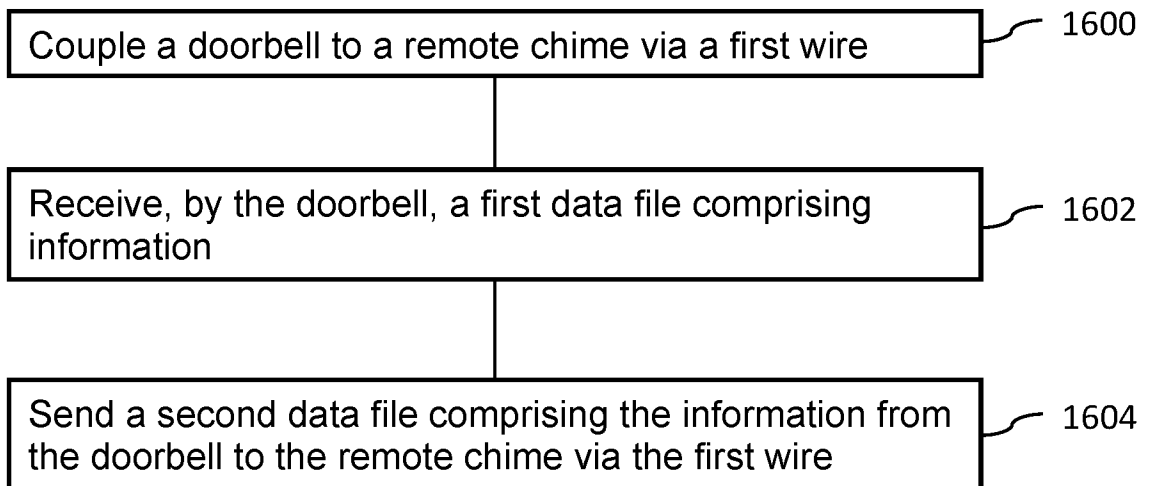 Couple a doorbell to a remote chime via a first wire
1600
Receive, by the doorbell, a first data file comprising
information
1602
Send a second data file comprising the information from
the doorbell to the remote chime via the first wire
1604